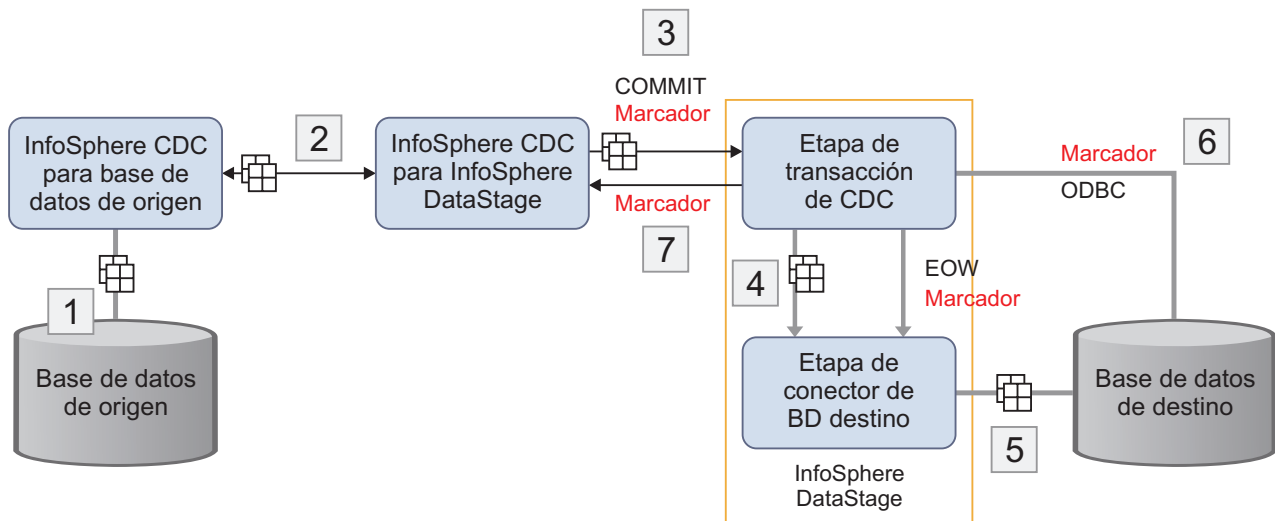 3
COMMIT
Marcador
InfoSphere CDC
para base de
datos de origen
2
InfoSphere CDC
para InfoSphere
DataStage
Etapa de
transacción
de CDC
Marcador
6
ODBC
Marcador
7
1
4
EOW
Marcador
Base de datos
de origen
Etapa de
conector de
BD destino
Base de datos
de destino
5
InfoSphere
DataStage